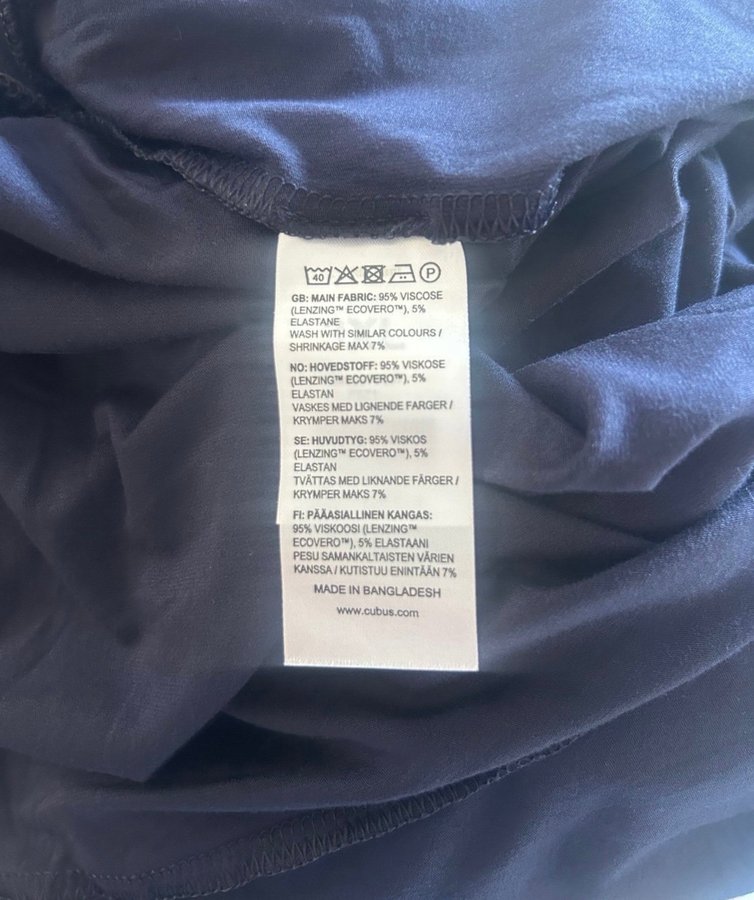 40 P
GB: MAIN FABRIC: 95% VISCOSE
(LENZING™ ECOVERO™), 5%
ELASTANE
WASH WITH SIMILAR COLOURS /
SHRINKAGE MAX 7%
NO: HOVEDSTOFF: 95% VISKOSE
(LENZING™ ECOVERO™), 5%
ELASTAN
VASKES MED LIGNENDE FARGER /
KRYMPER MAKS 7%
SE: HUVUDTYG: 95% VISKOS
(LENZING™ ECOVERO™), 5%
ELASTAN
TVÄTTAS MED LIKNANDE FÄRGER /
KRYMPER MAKS 7%
FI: PÄÄASIALLINEN KANGAS:
95% VISKOOSI (LENZING™
ECOVERO™), 5% ELASTAANI
PESU SAMANKALTAISTEN VÄRIEN
KANSSA / KUTISTUU ENINTÄÄN 7%
MADE IN BANGLADESH
www.cubus.com